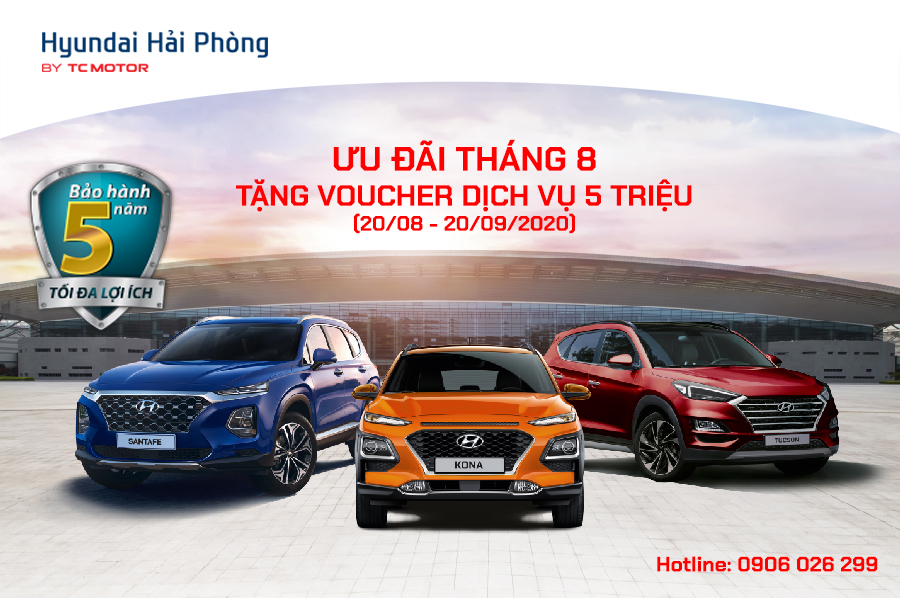 Hyundai Hải Phòng
BY TC MOTOR
ƯU ĐÃI THÁNG 8
TẶNG VOUCHER DỊCH VỤ 5 TRIỆU
(20/08 - 20/09/2020)
Bảo hành
5 năm
TỐI ĐA LỢI ÍCH
SANTAFE
KONA
TUCSON
Hotline: 0906 026 299